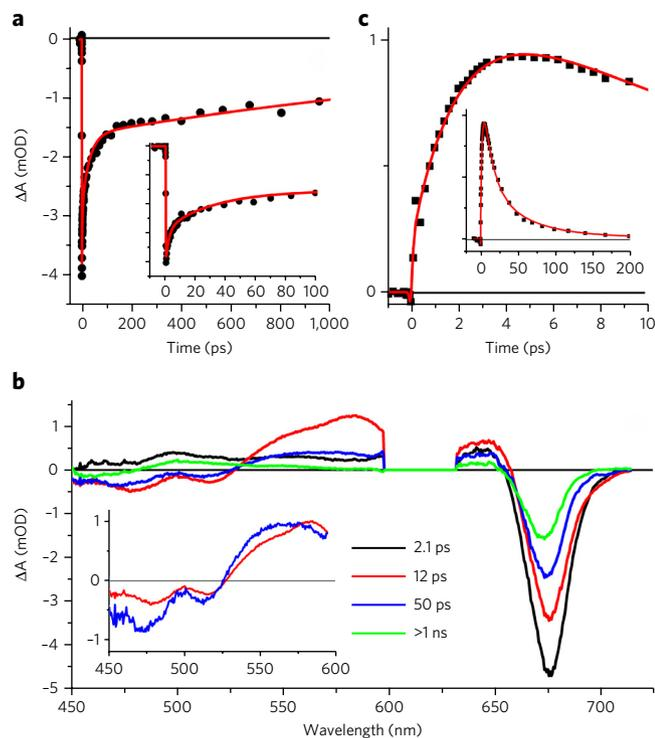 a
0
-1
-2
-3
-4
ΔA (mOD)
0 20 40 60 80 100
0 200 400 600 800 1,000
Time (ps)
c
1
0
0 50 100 150 200
0 2 4 6 8 10
Time (ps)
b
1
0
-1
-2
-3
-4
-5
ΔA (mOD)
1
0
-1
450 500 550 600
2.1 ps
12 ps
50 ps
>1 ns
450 500 550 600 650 700
Wavelength (nm)